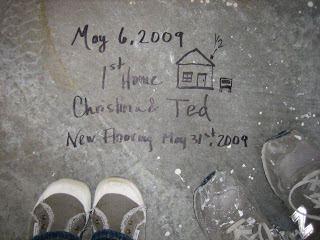 May 6, 2009
1st Home
Christina & Ted
New Flooring May 31st, 2009